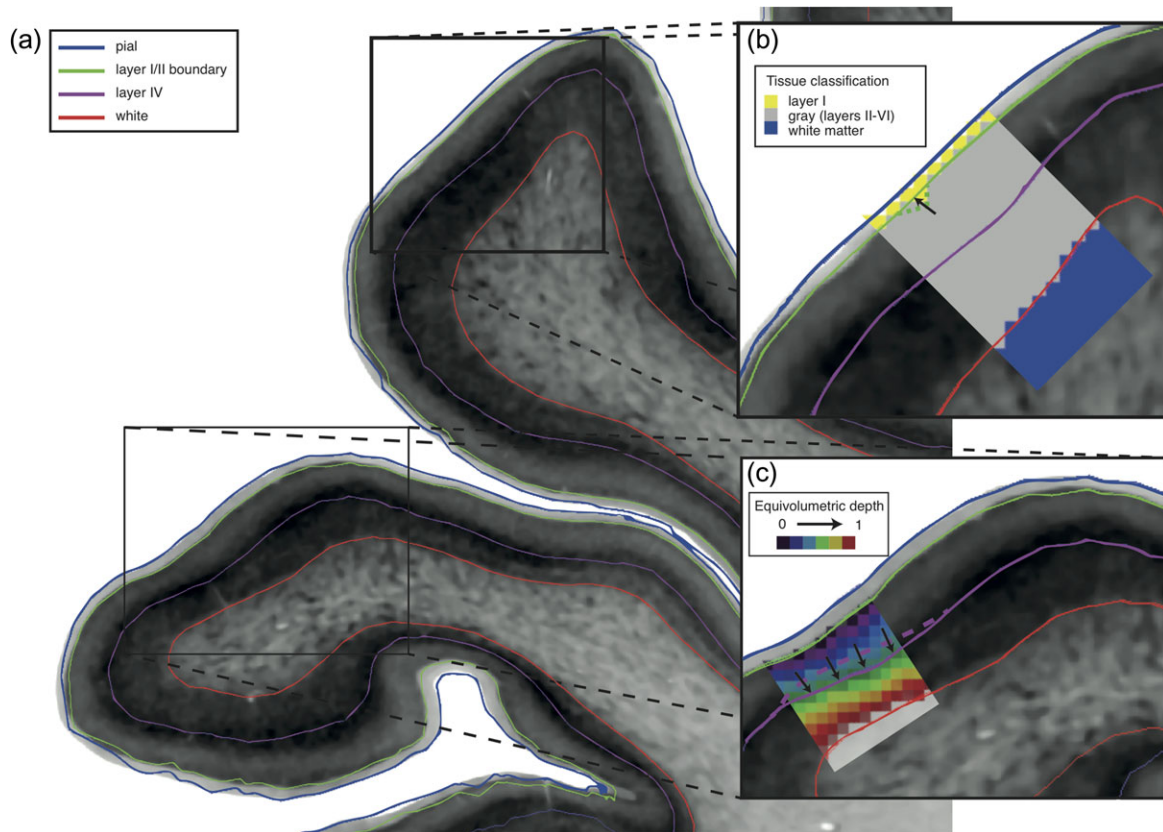 (a)
pial
layer I/II boundary
layer IV
white
(b)
Tissue classification
layer I
gray (layers II-VI)
white matter
(c)
Equivolumetric depth
0 1